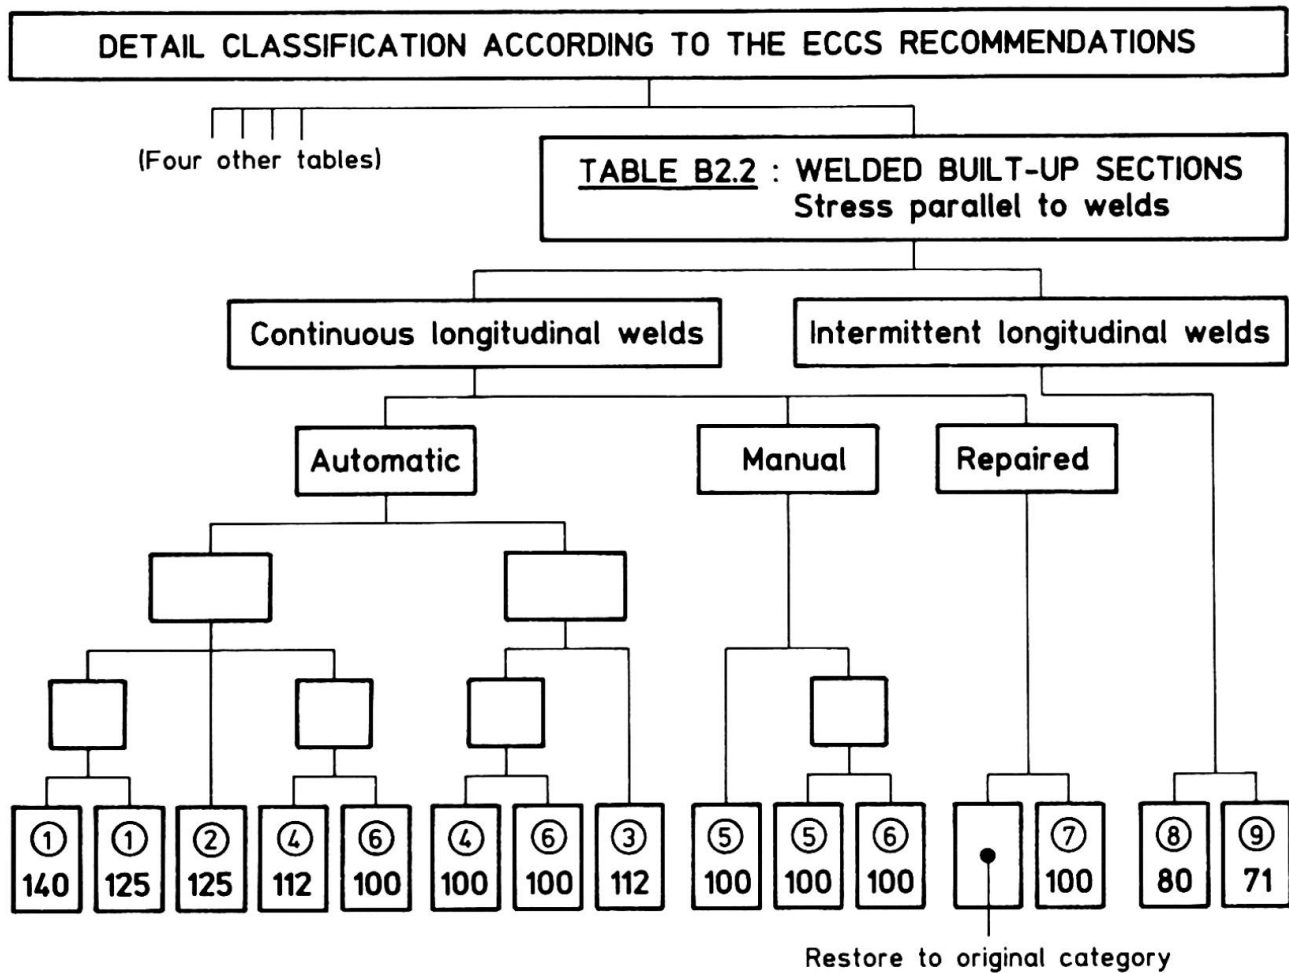 DETAIL CLASSIFICATION ACCORDING TO THE ECCS RECOMMENDATIONS
(Four other tables)
TABLE B2.2 : WELDED BUILT-UP SECTIONS
Stress parallel to welds
Continuous longitudinal welds
Intermittent longitudinal welds
Automatic
Manual
Repaired
① ① ② ④ ⑥ ④ ⑥ ③ ⑤ ⑤ ⑥ ⑦ ⑧ ⑨
140 125 125 112 100 100 100 112 100 100 100 100 80 71
Restore to original category